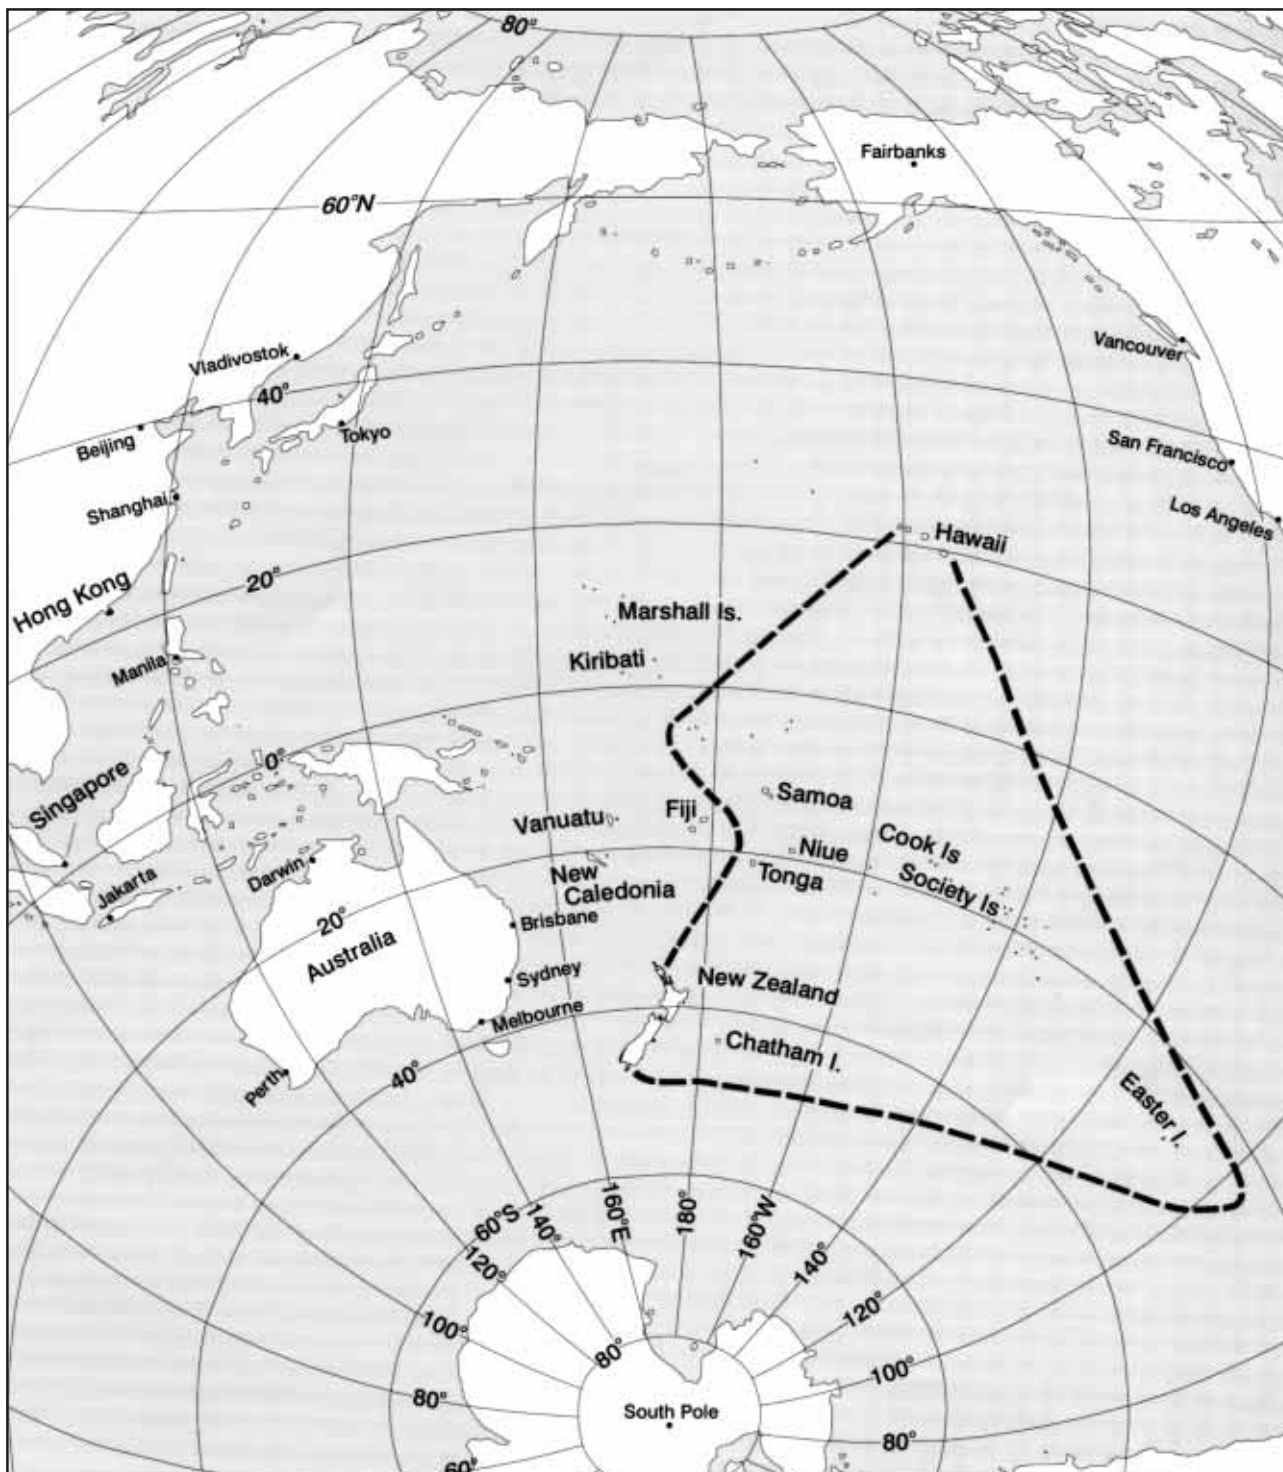 80°
Fairbanks
60°N
Vancouver
Vladivostok
40°
Tokyo
Beijing
San Francisco
Shanghai
Los Angeles
Hawaii
20°
Hong Kong
Marshall Is.
Manila
Kiribati
0°
Singapore
Samoa
Fiji
Vanuatu
Cook Is
Niue
Darwin
Jakarta
New
Caledonia
Tonga
Society Is
20°
Brisbane
Australia
Sydney
New Zealand
Melbourne
Chatham I.
40°
Perth
Easter I.
60°S
140°
160°E
180°
160°W
140°
120°
120°
100°
100°
80°
80°
80°
60°
South Pole